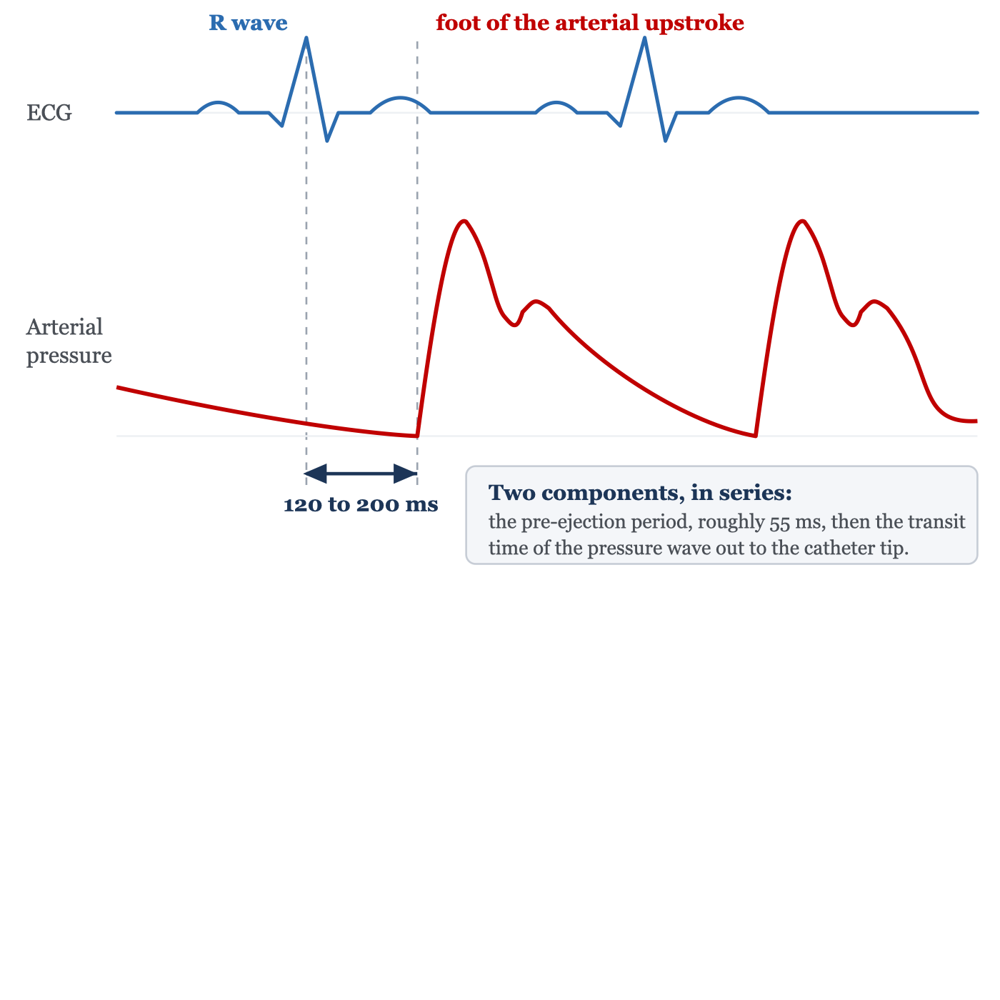 R wave
foot of the arterial upstroke
ECG
Arterial
pressure
120 to 200 ms
Two components, in series:
the pre-ejection period, roughly 55 ms, then the transit
time of the pressure wave out to the catheter tip.